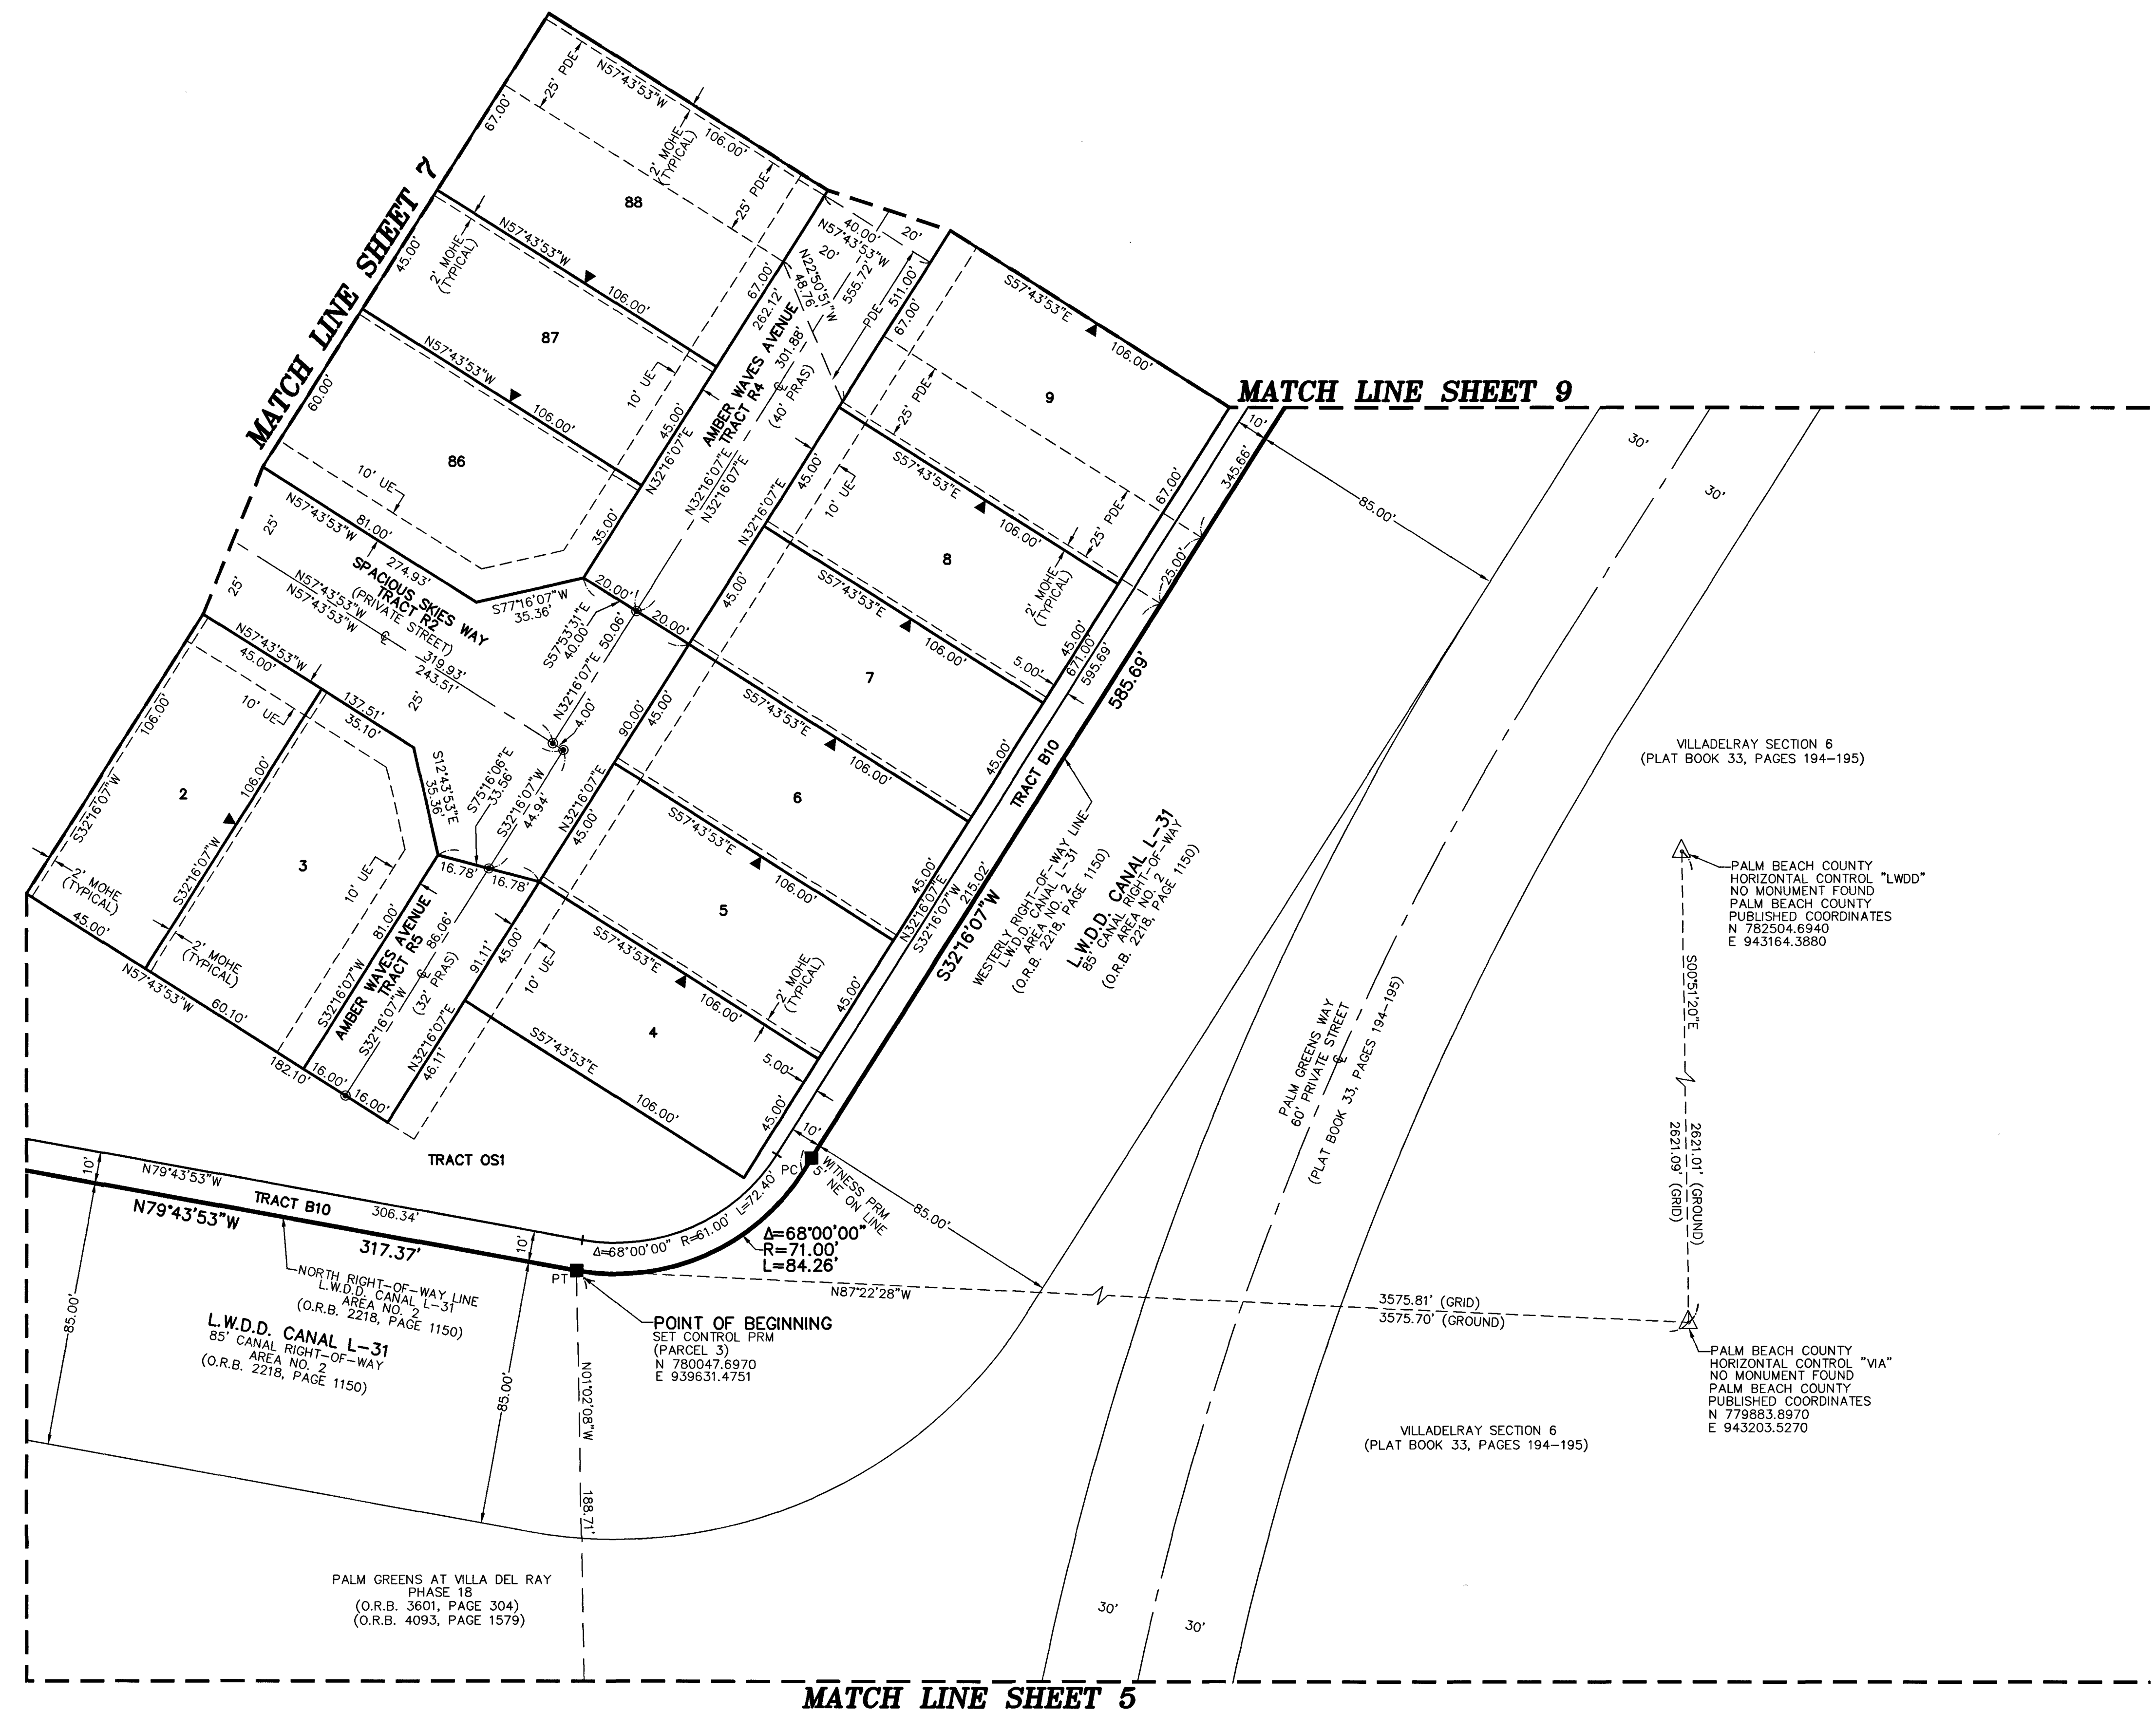 MATCH LINE SHEET 7
25' PDE
N57°43'53"W
67.00'
2' MOHE
(TYPICAL)
106.00'
25' PDE
88
45.00'
2' MOHE
(TYPICAL)
N57°43'53"W
106.00'
87
60.00'
N57°43'53"W
106.00'
10' UE
86
10' UE
67.00'
262.12'
45.00'
N32°16'07"E
35.00'
40.00'
N57°43'53"W
20'
20'
N22°50'51"W
48.76'
555.72'
AMBER WAVES AVENUE
TRACT R4
℄ 301.88'
(40' PRAS)
N32°16'07"E
N32°16'07"E
PDE
511.00'
67.00'
S57°43'53"E
106.00'
9
25' PDE
MATCH LINE SHEET 9
10'
345.66'
85.00'
30'
30'
S57°43'53"E
106.00'
67.00'
25' PDE
25.00'
45.00'
N32°16'07"E
10' UE
8
2' MOHE
(TYPICAL)
S57°43'53"E
106.00'
45.00'
5.00'
45.00'
671.00'
595.69'
585.69'
7
S57°43'53"E
106.00'
45.00'
25'
25'
N57°43'53"W
81.00'
274.93'
SPACIOUS SKIES WAY
TRACT R2
(PRIVATE STREET)
N57°43'53"W
N57°43'53"W
℄
319.93'
243.51'
25'
S77°16'07"W
35.36'
20.00'
20.00'
S57°53'31"E
40.00'
N32°16'07"E 50.06'
4.00'
90.00'
45.00'
N32°16'07"E
45.00'
6
S57°43'53"E
106.00'
45.00'
TRACT B10
N57°43'53"W
45.00'
10' UE
137.51'
35.10'
106.00'
S32°16'07"W
2
106.00'
S32°16'07"W
3
10' UE
S12°43'53"E
35.36'
S75°16'06"E
33.56'
S32°16'07"W
44.94'
16.78'
16.78'
2' MOHE
(TYPICAL)
45.00'
N57°43'53"W
2' MOHE
(TYPICAL)
60.10'
182.10'
81.00'
S32°16'07"W
AMBER WAVES AVENUE
TRACT R5
S32°16'07"W ℄ 86.06'
(32' PRAS)
16.00'
16.00'
91.11'
45.00'
10' UE
N32°16'07"E
46.11'
5
S57°43'53"E
106.00'
2' MOHE
(TYPICAL)
45.00'
N32°16'07"E
S32°16'07"W
215.02'
S32°16'07"W
4
S57°43'53"E
106.00'
5.00'
45.00'
WESTERLY RIGHT-OF-WAY LINE
L.W.D.D. CANAL L-31
AREA NO. 2
(O.R.B. 2218, PAGE 1150)
L.W.D.D. CANAL L-31
85' CANAL RIGHT-OF-WAY
AREA NO. 2
(O.R.B. 2218, PAGE 1150)
VILLADELRAY SECTION 6
(PLAT BOOK 33, PAGES 194-195)
PALM BEACH COUNTY
HORIZONTAL CONTROL "LWDD"
NO MONUMENT FOUND
PALM BEACH COUNTY
PUBLISHED COORDINATES
N 782504.6940
E 943164.3880
S00°51'20"E
2621.01' (GROUND)
2621.09' (GRID)
PALM GREENS WAY
60' PRIVATE STREET
℄
(PLAT BOOK 33, PAGES 194-195)
TRACT OS1
10'
N79°43'53"W
TRACT B10
306.34'
10'
N79°43'53"W
317.37'
10'
PC
WITNESS PRM
5' NE ON LINE
85.00'
Δ=68°00'00" R=61.00' L=72.40'
Δ=68°00'00"
R=71.00'
L=84.26'
PT
N87°22'28"W
3575.81' (GRID)
3575.70' (GROUND)
NORTH RIGHT-OF-WAY LINE
L.W.D.D. CANAL L-31
AREA NO. 2
(O.R.B. 2218, PAGE 1150)
85.00'
L.W.D.D. CANAL L-31
85' CANAL RIGHT-OF-WAY
AREA NO. 2
(O.R.B. 2218, PAGE 1150)
85.00'
POINT OF BEGINNING
SET CONTROL PRM
(PARCEL 3)
N 780047.6970
E 939631.4751
N01°02'08"W
188.71'
PALM BEACH COUNTY
HORIZONTAL CONTROL "VIA"
NO MONUMENT FOUND
PALM BEACH COUNTY
PUBLISHED COORDINATES
N 779883.8970
E 943203.5270
VILLADELRAY SECTION 6
(PLAT BOOK 33, PAGES 194-195)
PALM GREENS AT VILLA DEL RAY
PHASE 18
(O.R.B. 3601, PAGE 304)
(O.R.B. 4093, PAGE 1579)
30'
30'
MATCH LINE SHEET 5